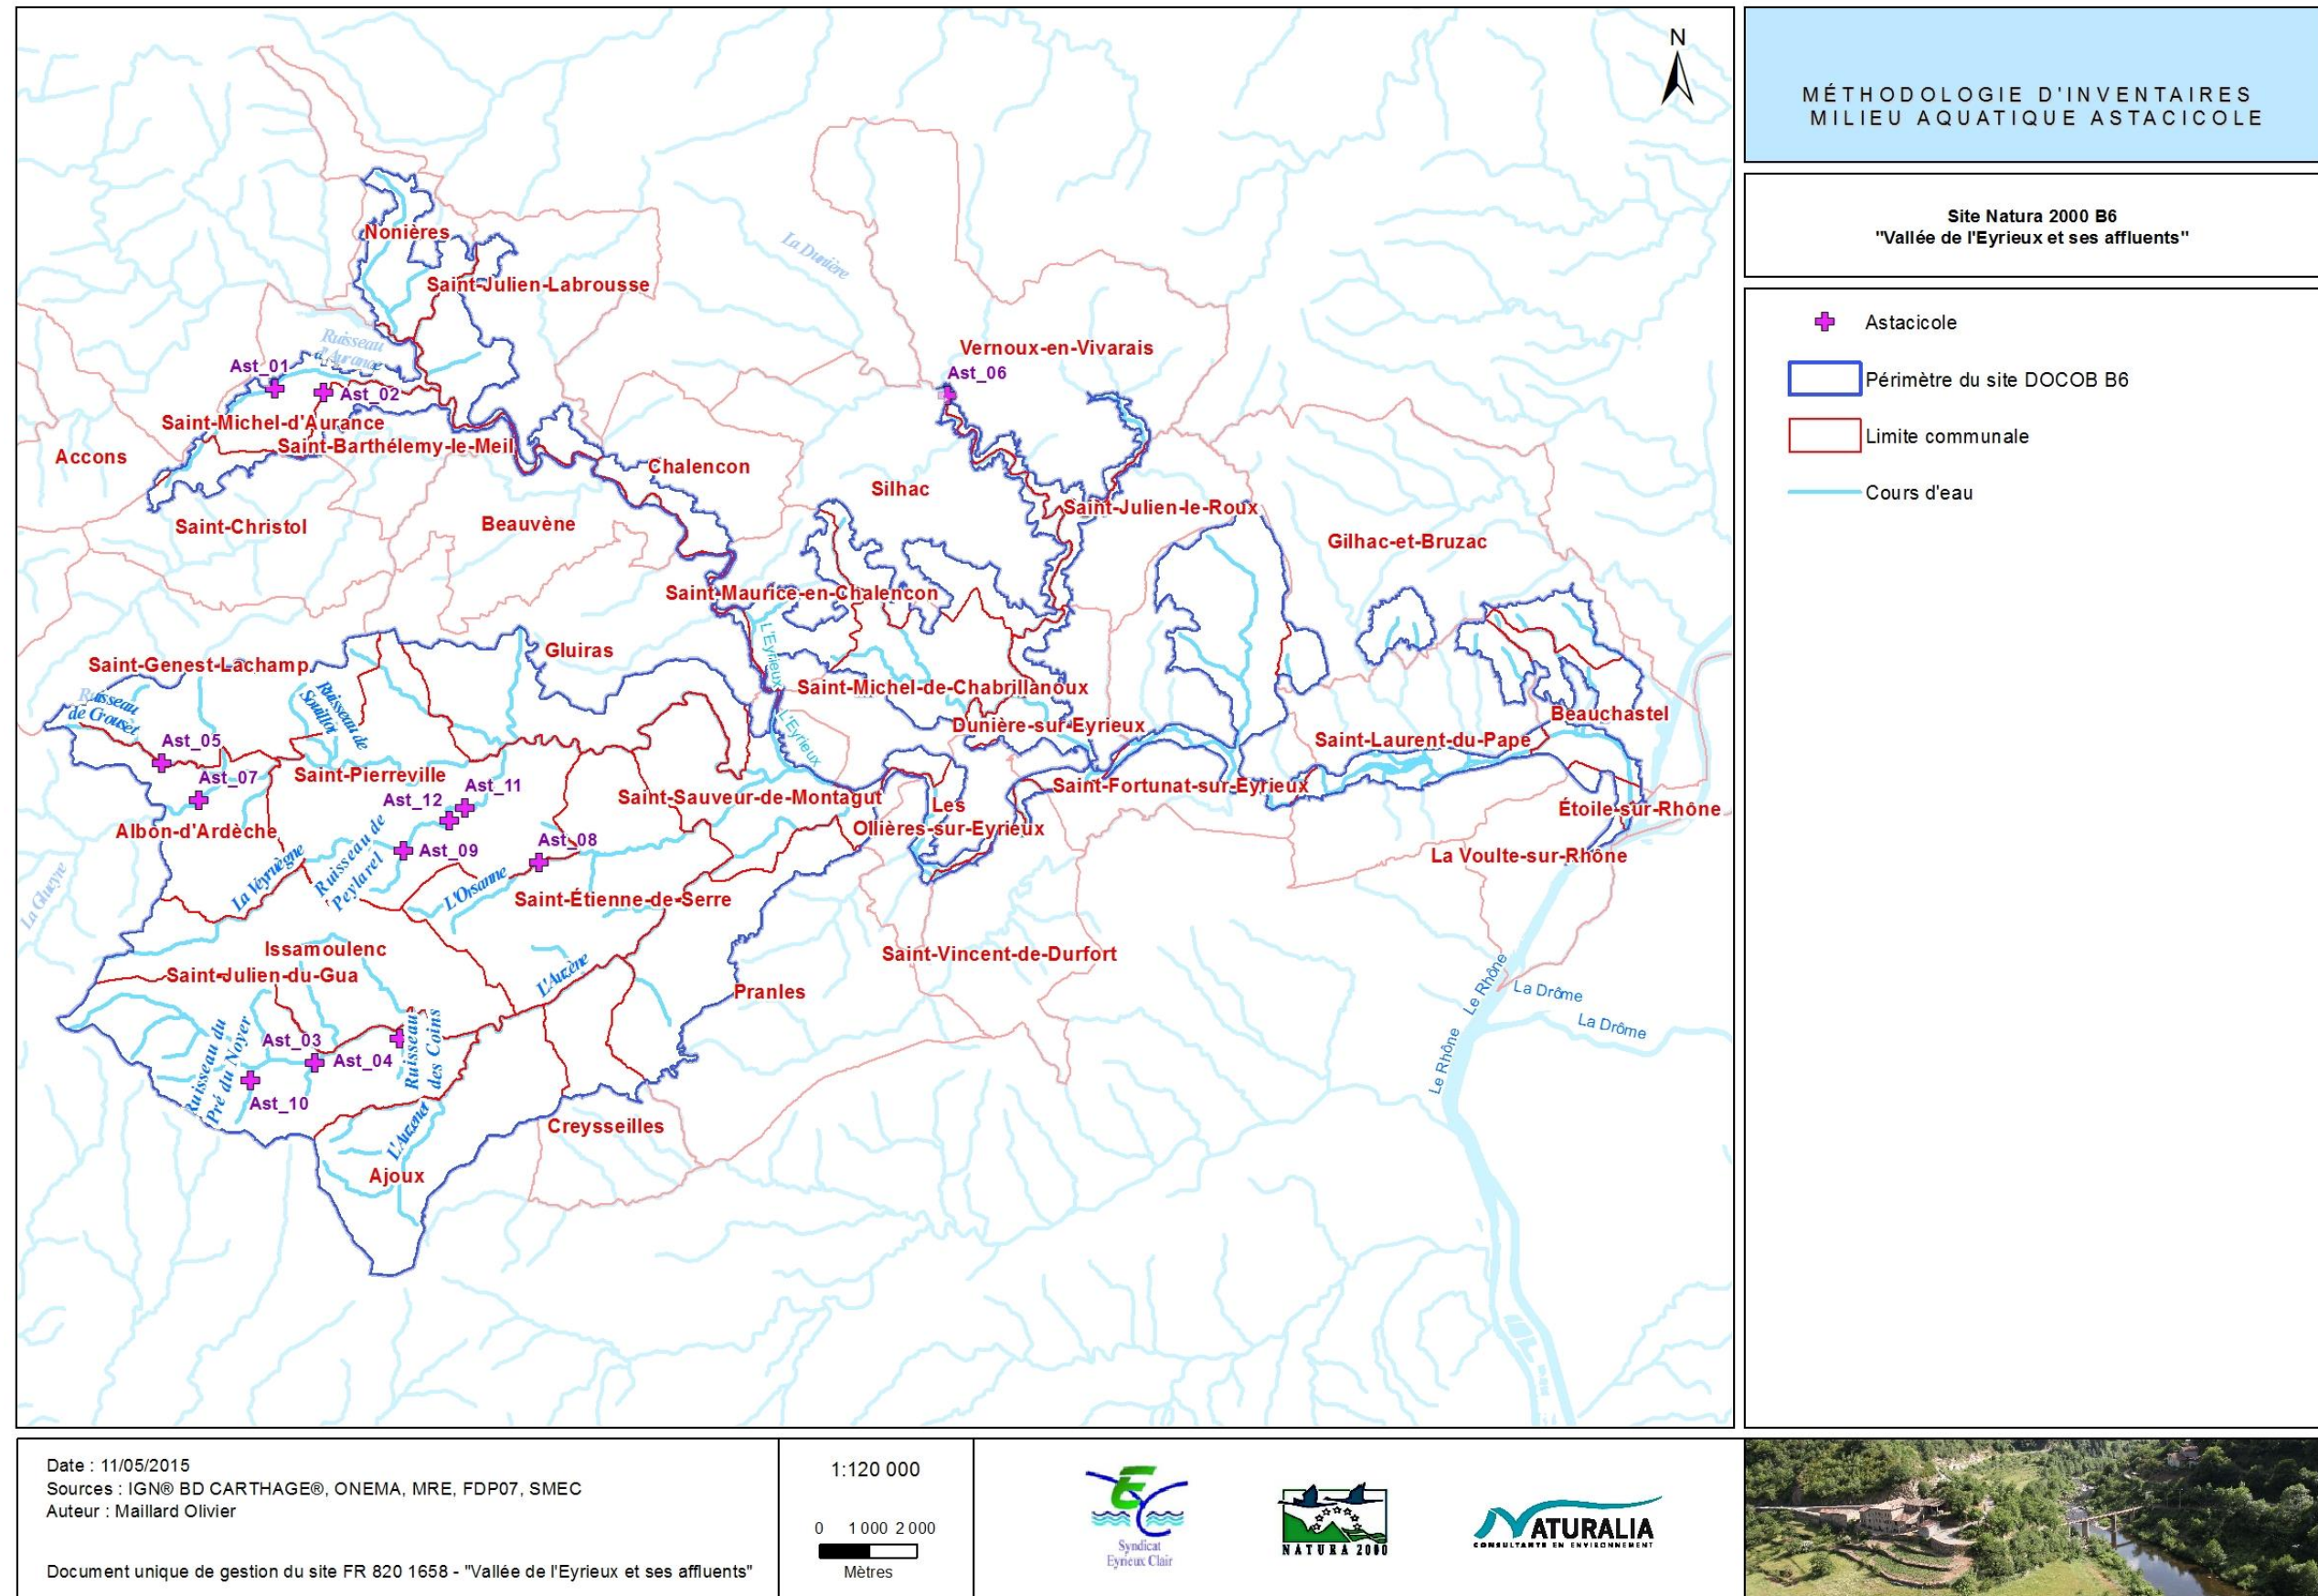 N
MÉTHODOLOGIE D'INVENTAIRES
MILIEU AQUATIQUE ASTACICOLE
Site Natura 2000 B6
"Vallée de l'Eyrieux et ses affluents"
Astacicole
Périmètre du site DOCOB B6
Limite communale
Cours d'eau
Nonières
La Dunière
Saint-Julien-Labrousse
Ruisseau
d'Aurance
Vernoux-en-Vivarais
Ast_01
Ast_06
Ast_02
Saint-Michel-d'Aurance
Saint-Barthélemy-le-Meil
Accons
Chalencon
Silhac
Saint-Julien-le-Roux
Saint-Christol
Beauvène
Gilhac-et-Bruzac
Saint-Maurice-en-Chalencon
L'Eyrieux
Gluiras
Saint-Genest-Lachamp
Ruisseau
de Crouset
Ruisseau de
Souillol
Saint-Michel-de-Chabrillanoux
Beauchastel
L'Eyrieux
Dunière-sur-Eyrieux
Ast_05
Saint-Laurent-du-Pape
Ast_07
Saint-Pierreville
Ast_11
Ast_12
Saint-Sauveur-de-Montagut
Saint-Fortunat-sur-Eyrieux
Les
Ollières-sur-Eyrieux
Étoile-sur-Rhône
Albon-d'Ardèche
Ast_09
Ast_08
La Voulte-sur-Rhône
La Glueyre
La Veyruègne
Ruisseau de
Peylarel
L'Orsanne
Saint-Étienne-de-Serre
Issamoulenc
Saint-Julien-du-Gua
L'Auzène
Saint-Vincent-de-Durfort
Pranles
Le Rhône
La Drôme
La Drôme
Le Rhône
Ruisseau du
Pré du Noyer
Ast_03
Ast_04
Ruisseau
des Coins
Ast_10
L'Auzenet
Creysseilles
Ajoux
Date : 11/05/2015
Sources : IGN® BD CARTHAGE®, ONEMA, MRE, FDP07, SMEC
Auteur : Maillard Olivier
Document unique de gestion du site FR 820 1658 - "Vallée de l'Eyrieux et ses affluents"
1:120 000
0 1 000 2 000
Mètres
Syndicat
Eyrieux Clair
NATURA 2000
NATURALIA
CONSULTANTS EN ENVIRONNEMENT